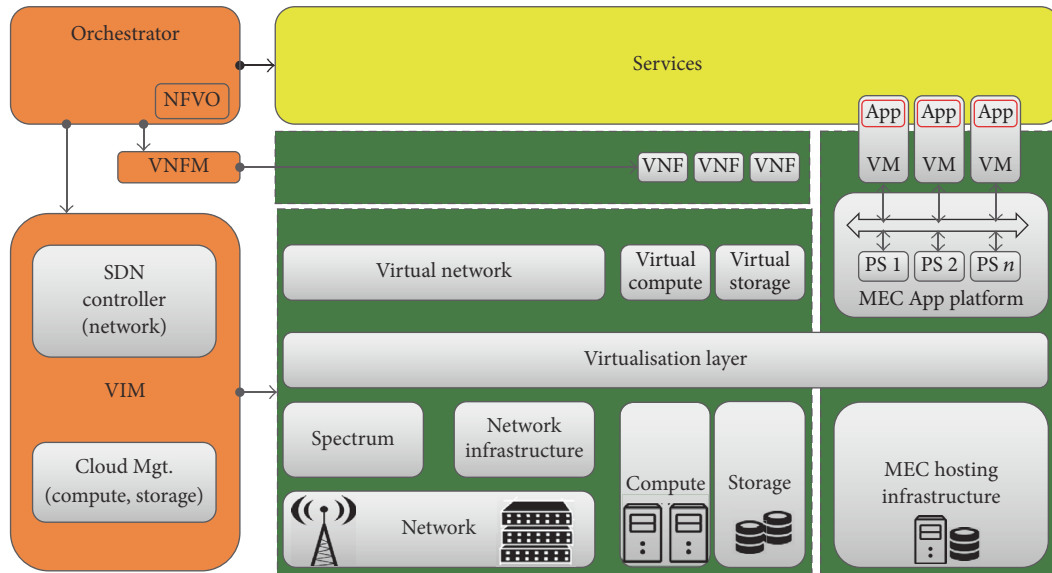 Orchestrator
NFVO
Services
App App App
VM VM VM
VNFM
VNF VNF VNF
SDN
controller
(network)
VIM
Cloud Mgt.
(compute, storage)
Virtual network
Virtual
compute
Virtual
storage
PS 1 PS 2 PS n
MEC App platform
Virtualisation layer
Spectrum
Network
infrastructure
Network
Compute
Storage
MEC hosting
infrastructure